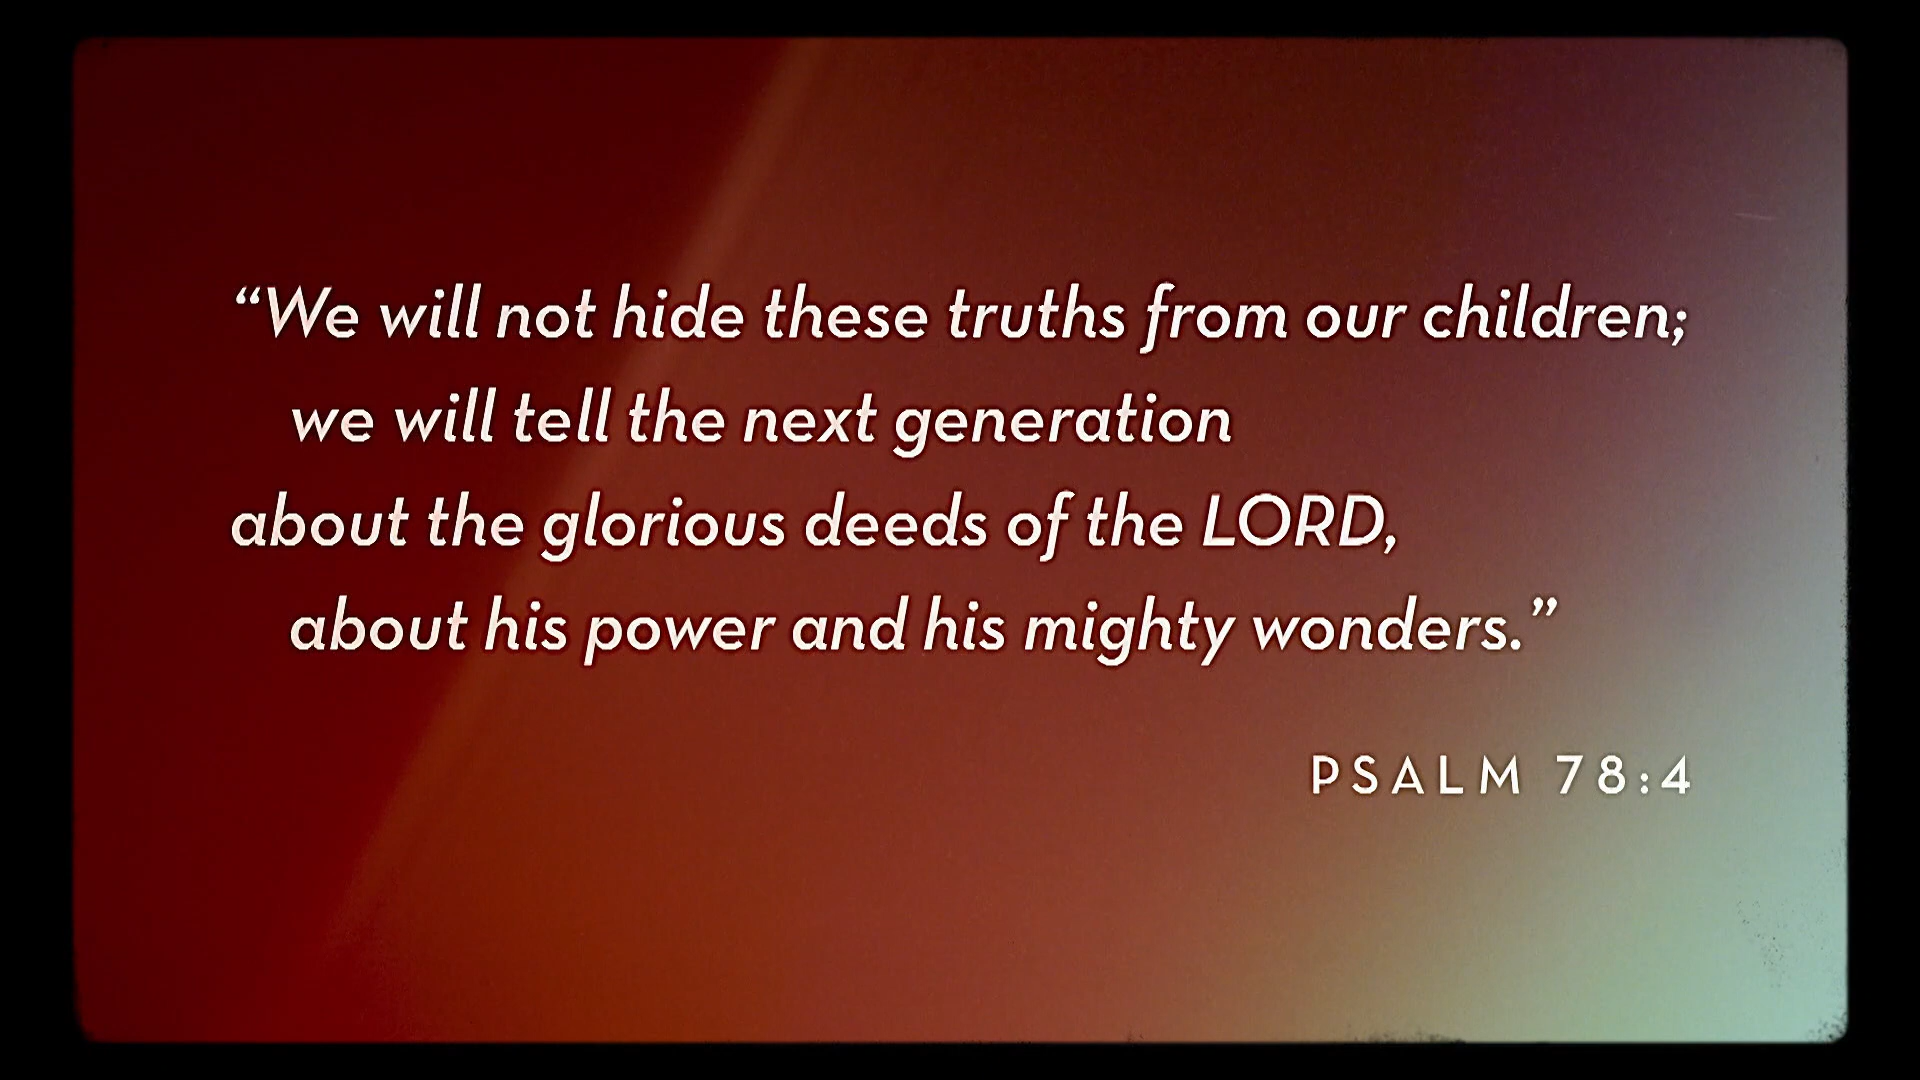 “We will not hide these truths from our children;
we will tell the next generation
about the glorious deeds of the LORD,
about his power and his mighty wonders.”
PSALM 78:4